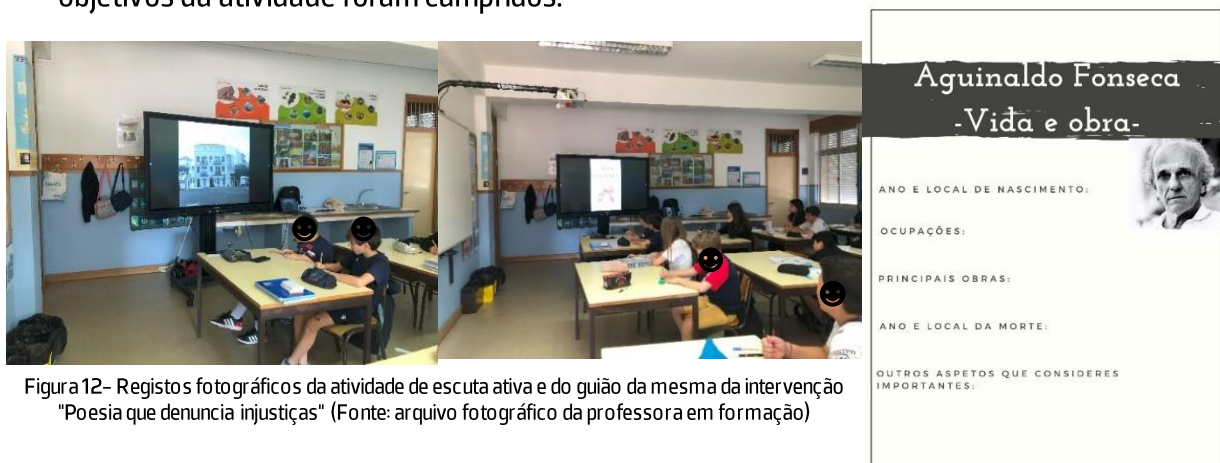 objetivos da atividade foram cumpridos.
Figura 12– Registos fotográficos da atividade de escuta ativa e do guião da mesma da intervenção
"Poesia que denuncia injustiças" (Fonte: arquivo fotográfico da professora em formação)
Aguinaldo Fonseca
-Vida e obra-
ANO E LOCAL DE NASCIMENTO:
OCUPAÇÕES:
PRINCIPAIS OBRAS:
ANO E LOCAL DA MORTE:
OUTROS ASPETOS QUE CONSIDERES
IMPORTANTES: